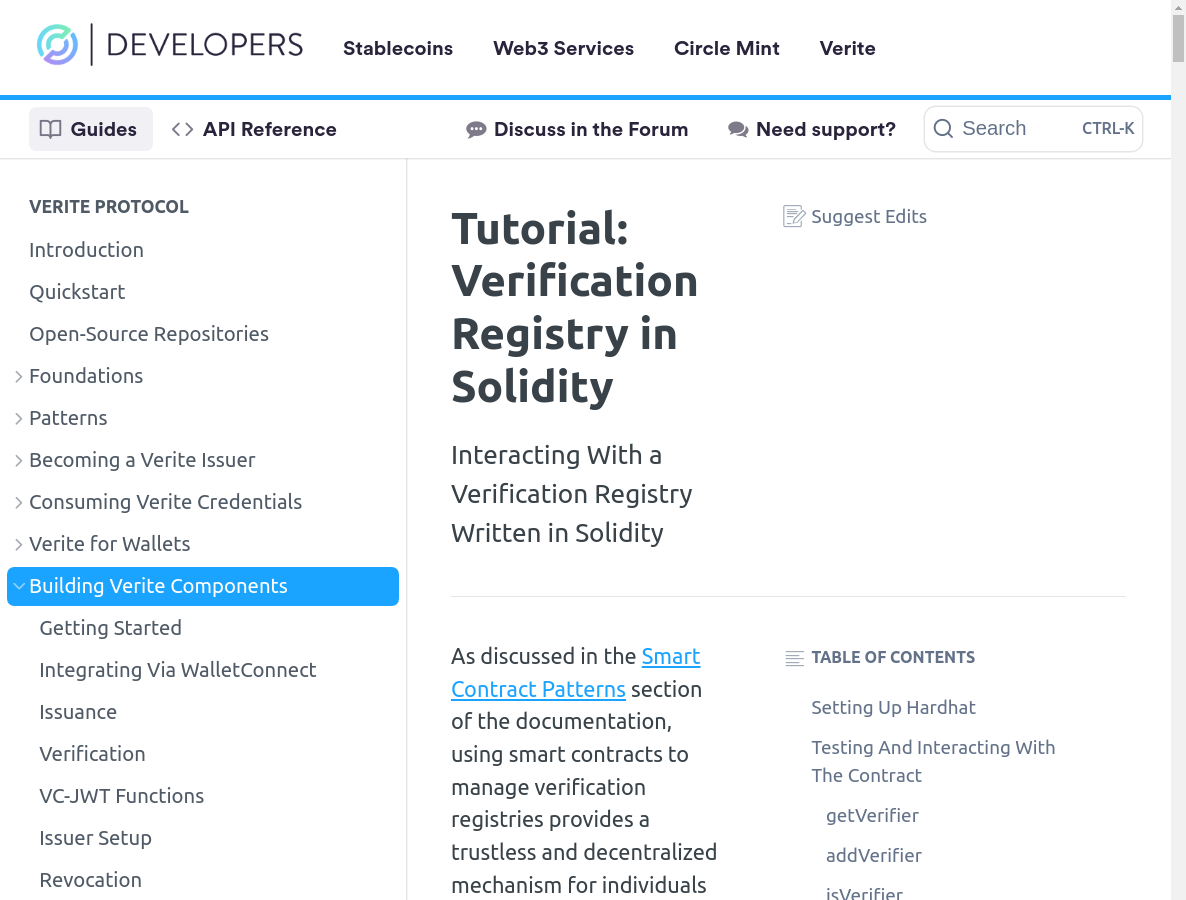 DEVELOPERS Stablecoins Web3 Services Circle Mint Verite
Guides API Reference Discuss in the Forum Need support? Search CTRL-K
VERITE PROTOCOL
Introduction
Quickstart
Open-Source Repositories
Foundations
Patterns
Becoming a Verite Issuer
Consuming Verite Credentials
Verite for Wallets
Building Verite Components
Getting Started
Integrating Via WalletConnect
Issuance
Verification
VC-JWT Functions
Issuer Setup
Revocation
Tutorial:
Verification
Registry in
Solidity
Suggest Edits
Interacting With a
Verification Registry
Written in Solidity
As discussed in the Smart
Contract Patterns section
of the documentation,
using smart contracts to
manage verification
registries provides a
trustless and decentralized
mechanism for individuals
TABLE OF CONTENTS
Setting Up Hardhat
Testing And Interacting With
The Contract
getVerifier
addVerifier
isVerifier